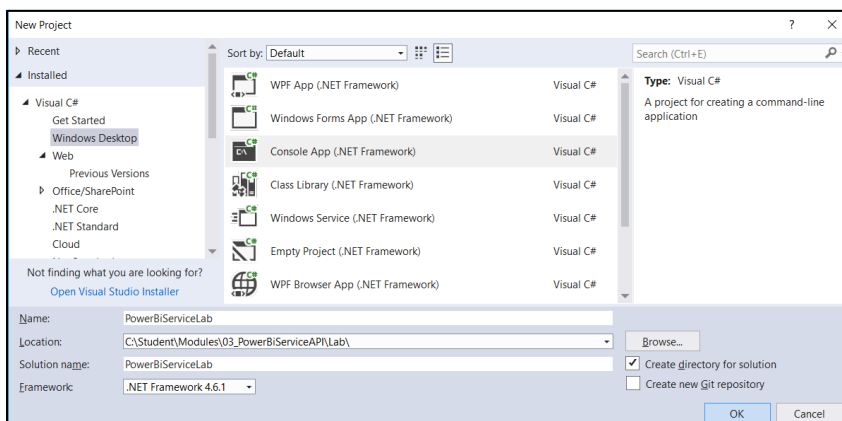 New Project
? ×
Recent
Installed
Visual C#
Get Started
Windows Desktop
Web
Previous Versions
Office/SharePoint
.NET Core
.NET Standard
Cloud
Not finding what you are looking for?
Open Visual Studio Installer
Sort by: Default
Search (Ctrl+E)
C# WPF App (.NET Framework) Visual C#
C# Windows Forms App (.NET Framework) Visual C#
C# Console App (.NET Framework) Visual C#
C# Class Library (.NET Framework) Visual C#
C# Windows Service (.NET Framework) Visual C#
C# Empty Project (.NET Framework) Visual C#
C# WPF Browser App (.NET Framework) Visual C#
Type: Visual C#
A project for creating a command-line
application
Name: PowerBiServiceLab
Location: C:\Student\Modules\03_PowerBiServiceAPI\Lab\ Browse...
Solution name: PowerBiServiceLab Create directory for solution
Framework: .NET Framework 4.6.1 Create new Git repository
OK Cancel